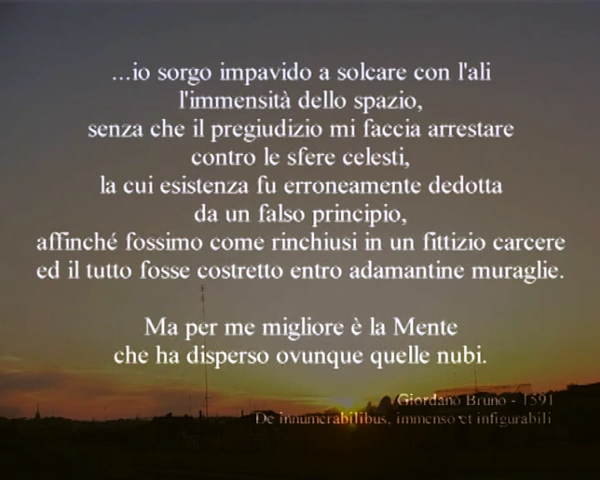 ...io sorgo impavido a solcare con l'ali
l'immensità dello spazio,
senza che il pregiudizio mi faccia arrestare
contro le sfere celesti,
la cui esistenza fu erroneamente dedotta
da un falso principio,
affinché fossimo come rinchiusi in un fittizio carcere
ed il tutto fosse costretto entro adamantine muraglie.
Ma per me migliore è la Mente
che ha disperso ovunque quelle nubi.
Giordano Bruno - 1591
De innumerabilibus, immenso et infigurabili